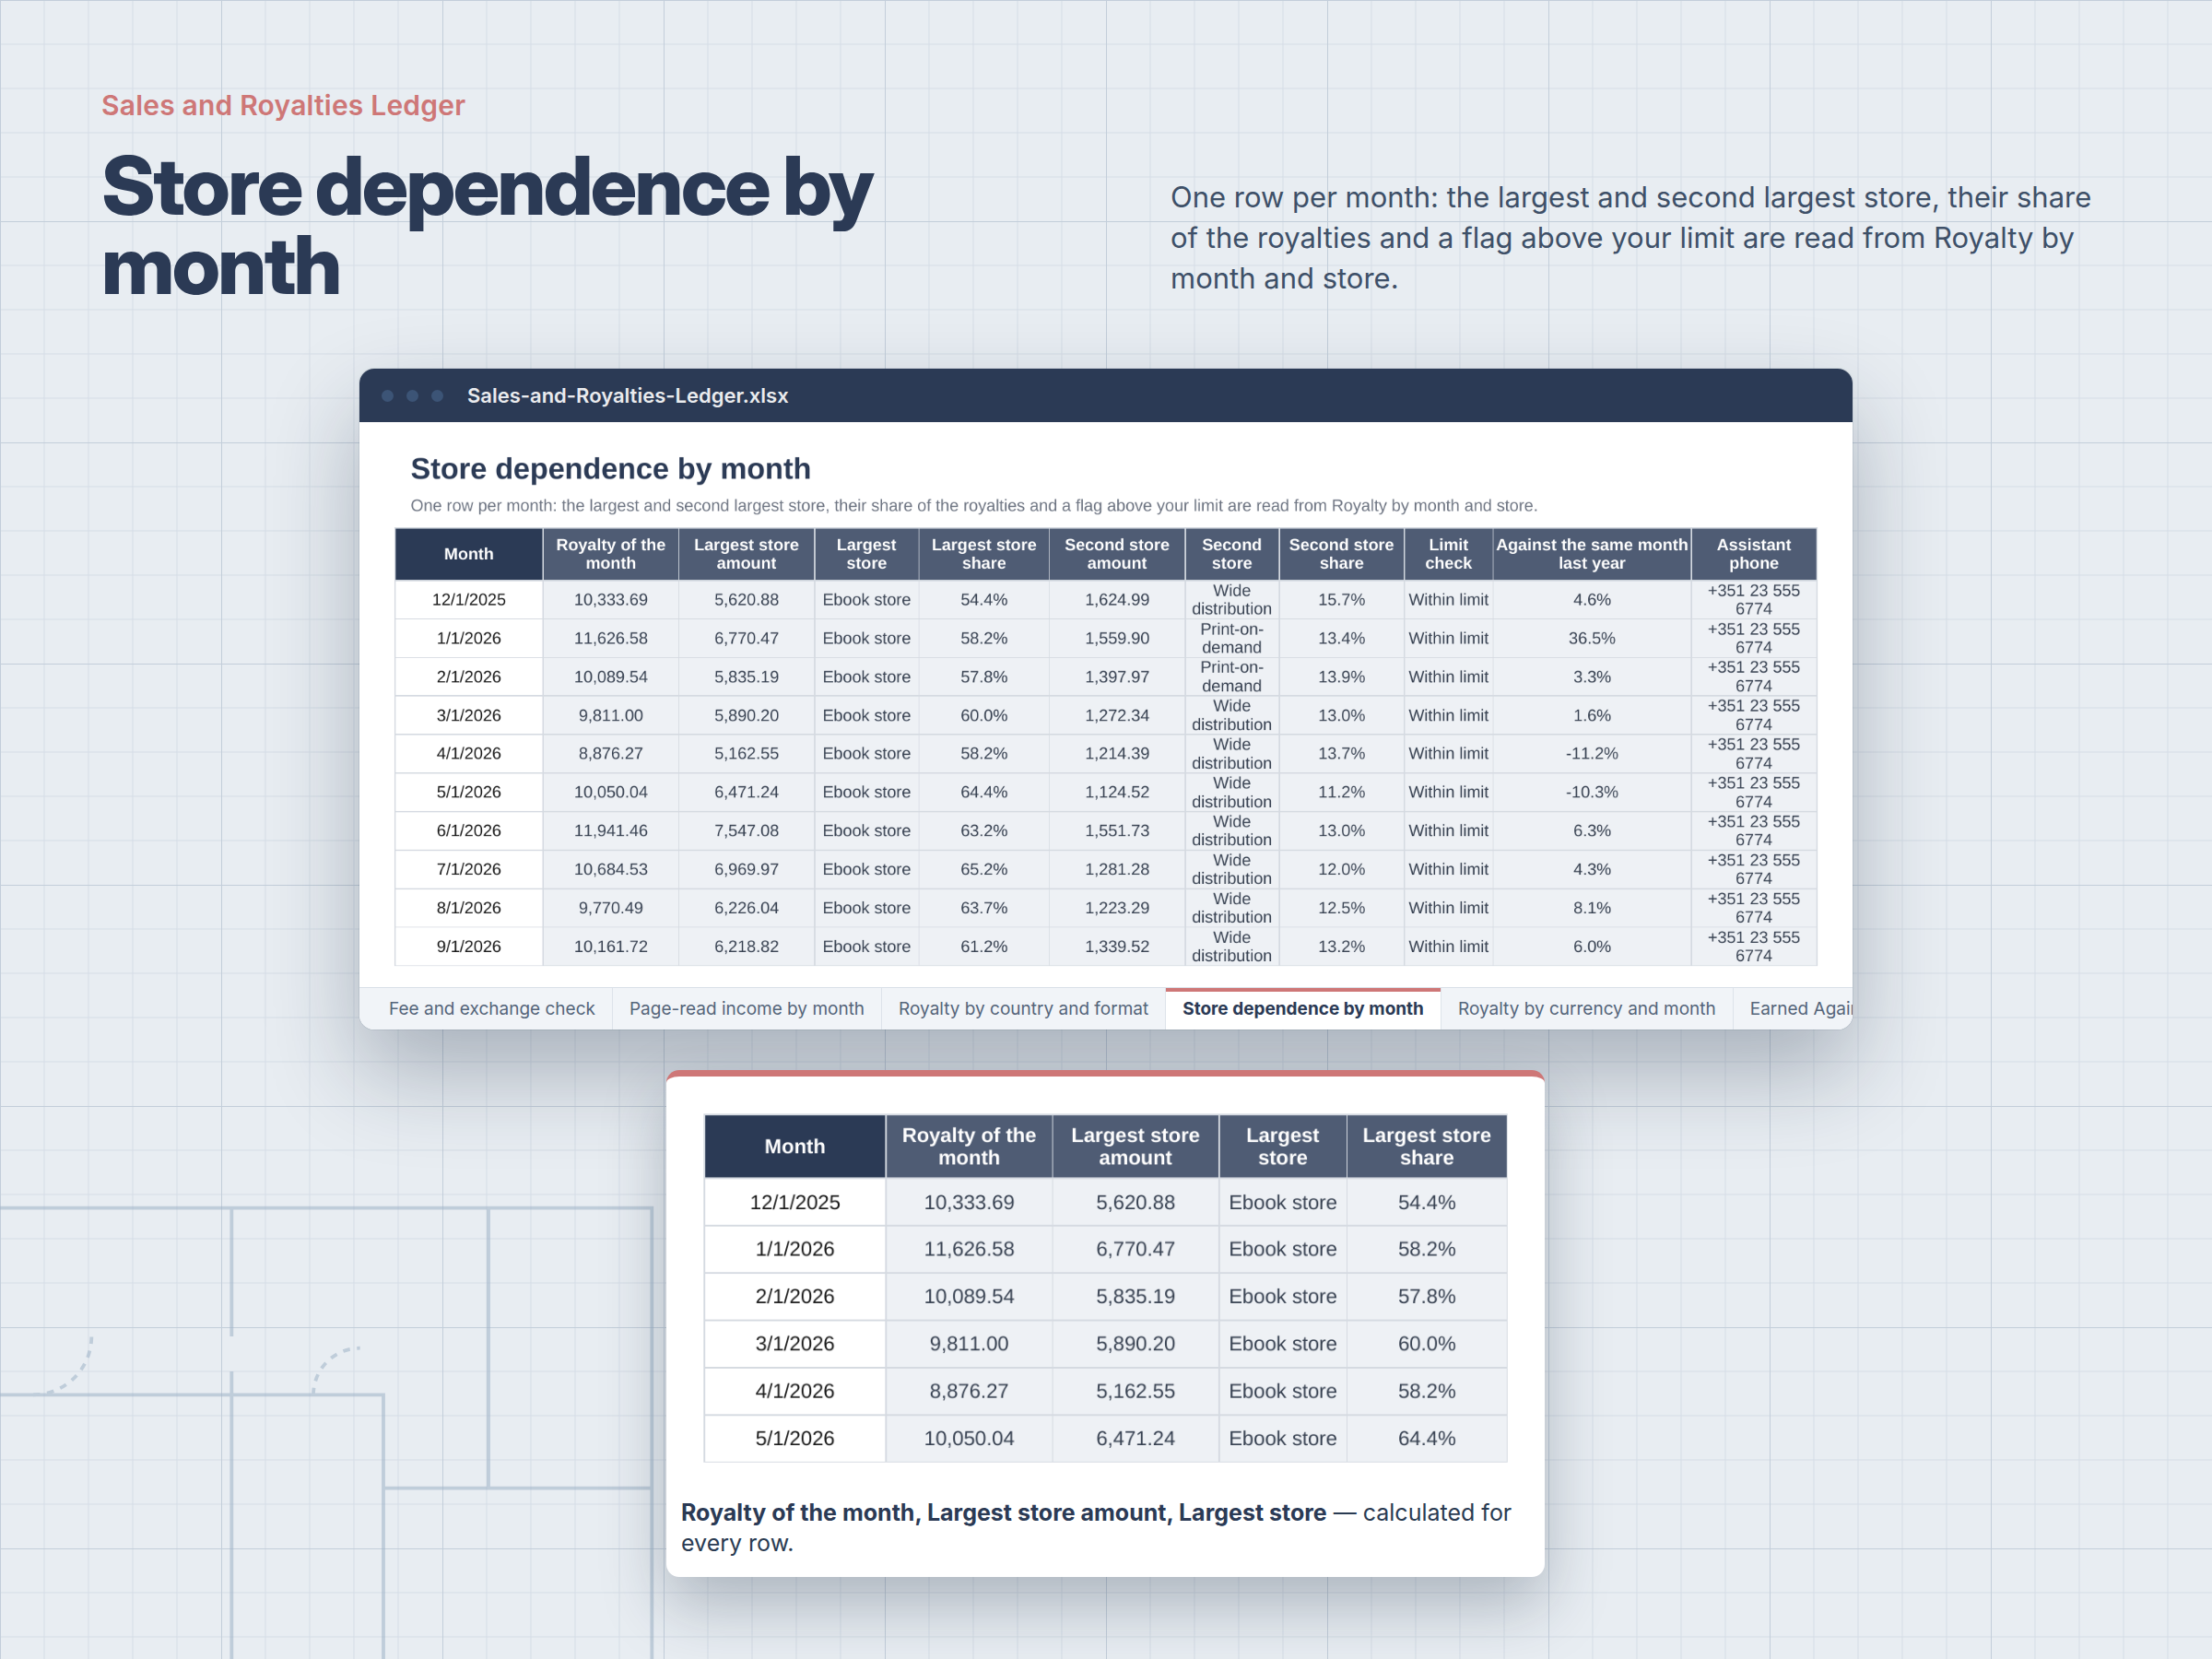 Sales and Royalties Ledger
Store dependence by
month
One row per month: the largest and second largest store, their share
of the royalties and a flag above your limit are read from Royalty by
month and store.
Sales-and-Royalties-Ledger.xlsx
Store dependence by month
One row per month: the largest and second largest store, their share of the royalties and a flag above your limit are read from Royalty by month and store.
Month Royalty of the month Largest store amount Largest store Largest store share Second store amount Second store Second store share Limit check Against the same month last year Assistant phone
12/1/2025 10,333.69 5,620.88 Ebook store 54.4% 1,624.99 Wide distribution 15.7% Within limit 4.6% +351 23 555 6774
1/1/2026 11,626.58 6,770.47 Ebook store 58.2% 1,559.90 Print-on-demand 13.4% Within limit 36.5% +351 23 555 6774
2/1/2026 10,089.54 5,835.19 Ebook store 57.8% 1,397.97 Print-on-demand 13.9% Within limit 3.3% +351 23 555 6774
3/1/2026 9,811.00 5,890.20 Ebook store 60.0% 1,272.34 Wide distribution 13.0% Within limit 1.6% +351 23 555 6774
4/1/2026 8,876.27 5,162.55 Ebook store 58.2% 1,214.39 Wide distribution 13.7% Within limit -11.2% +351 23 555 6774
5/1/2026 10,050.04 6,471.24 Ebook store 64.4% 1,124.52 Wide distribution 11.2% Within limit -10.3% +351 23 555 6774
6/1/2026 11,941.46 7,547.08 Ebook store 63.2% 1,551.73 Wide distribution 13.0% Within limit 6.3% +351 23 555 6774
7/1/2026 10,684.53 6,969.97 Ebook store 65.2% 1,281.28 Wide distribution 12.0% Within limit 4.3% +351 23 555 6774
8/1/2026 9,770.49 6,226.04 Ebook store 63.7% 1,223.29 Wide distribution 12.5% Within limit 8.1% +351 23 555 6774
9/1/2026 10,161.72 6,218.82 Ebook store 61.2% 1,339.52 Wide distribution 13.2% Within limit 6.0% +351 23 555 6774
Fee and exchange check Page-read income by month Royalty by country and format Store dependence by month Royalty by currency and month Earned Agai
Month Royalty of the month Largest store amount Largest store Largest store share
12/1/2025 10,333.69 5,620.88 Ebook store 54.4%
1/1/2026 11,626.58 6,770.47 Ebook store 58.2%
2/1/2026 10,089.54 5,835.19 Ebook store 57.8%
3/1/2026 9,811.00 5,890.20 Ebook store 60.0%
4/1/2026 8,876.27 5,162.55 Ebook store 58.2%
5/1/2026 10,050.04 6,471.24 Ebook store 64.4%
Royalty of the month, Largest store amount, Largest store — calculated for
every row.